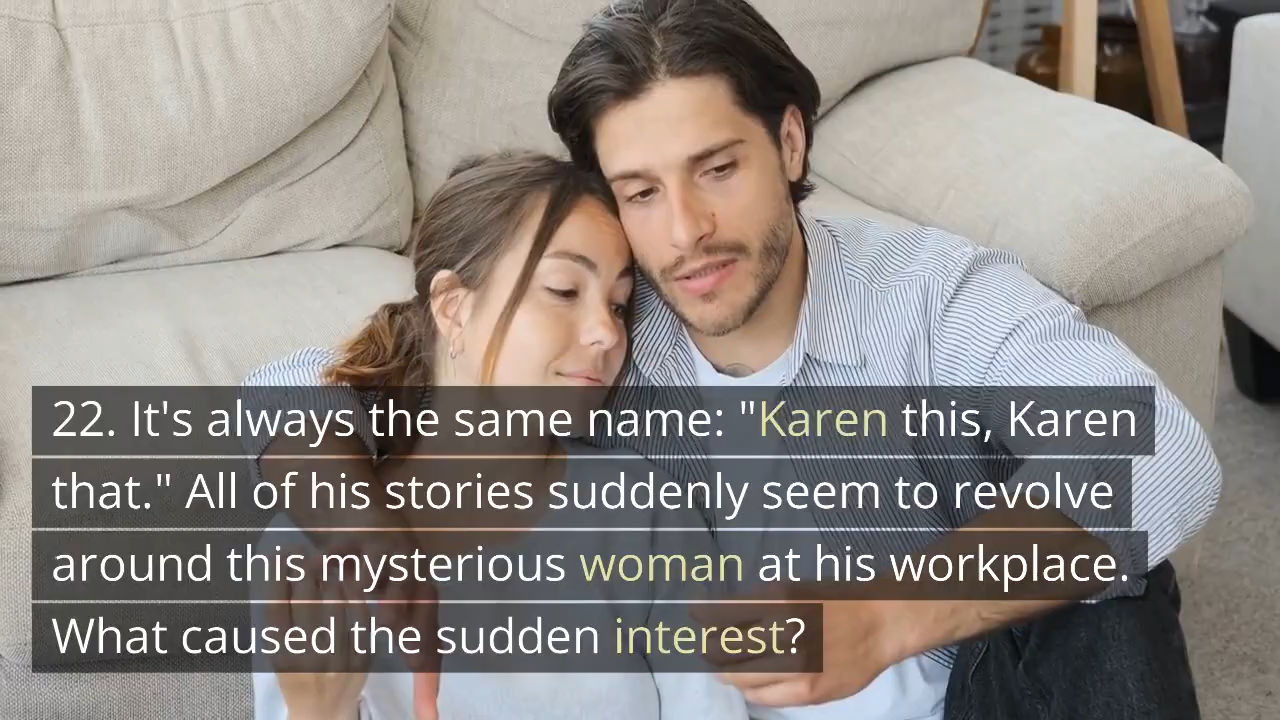 22. It's always the same name: "Karen this, Karen
that." All of his stories suddenly seem to revolve
around this mysterious woman at his workplace.
What caused the sudden interest?